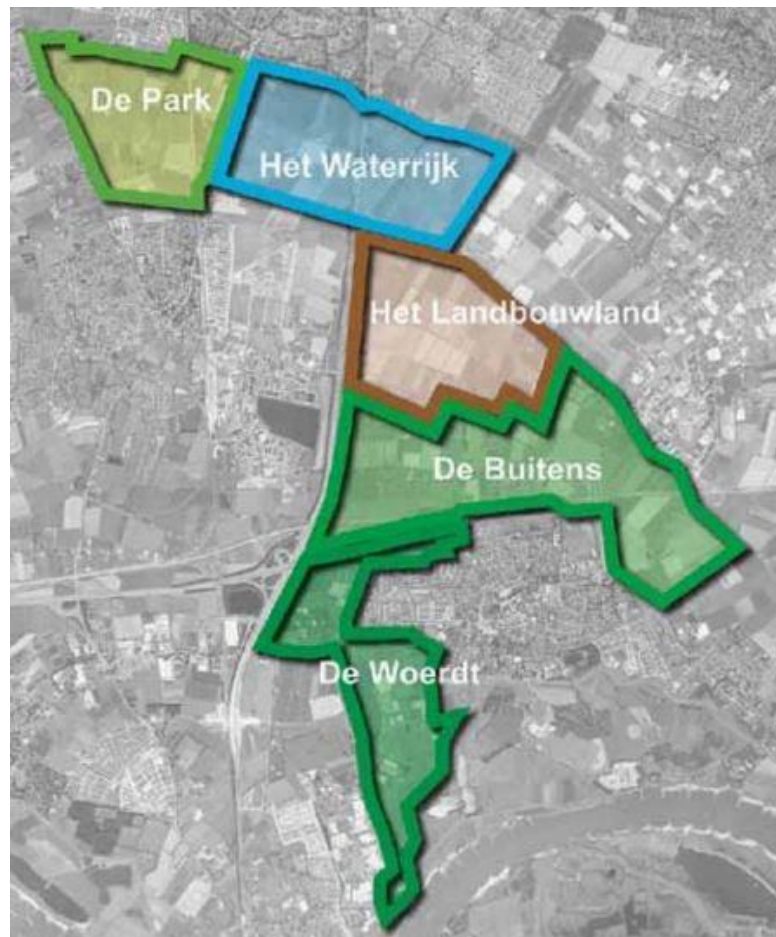 De Park
Het Waterrijk
Het Landbouwland
De Buitens
De Woerdt